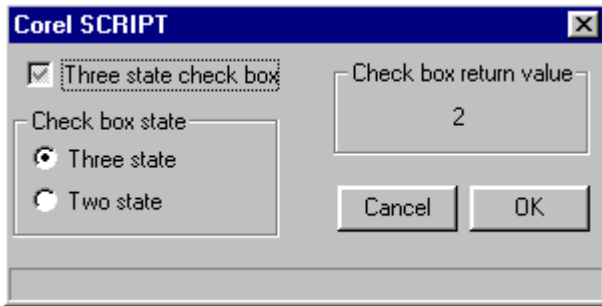 Corel SCRIPT
Three state check box
Check box return value
2
Check box state
Three state
Two state
Cancel
OK